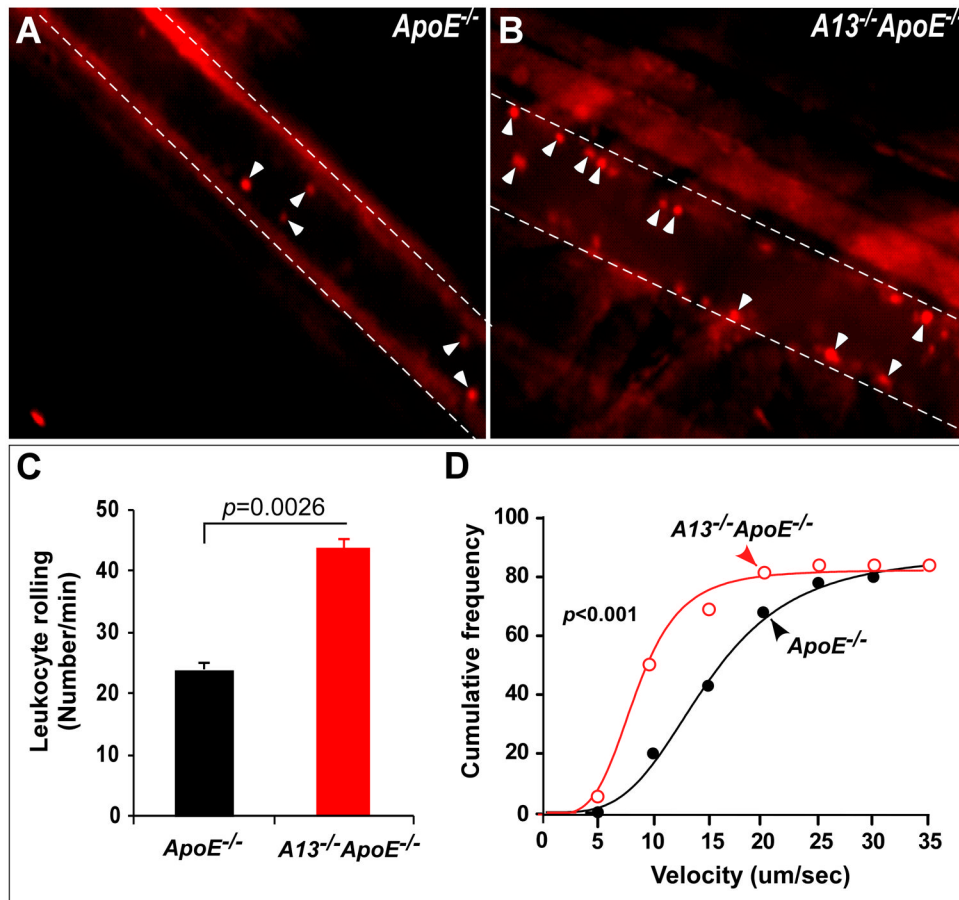 A
ApoE-/-
B
A13-/-ApoE-/-
C
50
40
30
20
10
0
Leukocyte rolling
(Number/min)
p=0.0026
ApoE-/-
A13-/-ApoE-/-
D
100
80
60
40
20
0
Cumulative frequency
A13-/-ApoE-/-
p<0.001
ApoE-/-
0 5 10 15 20 25 30 35
Velocity (um/sec)